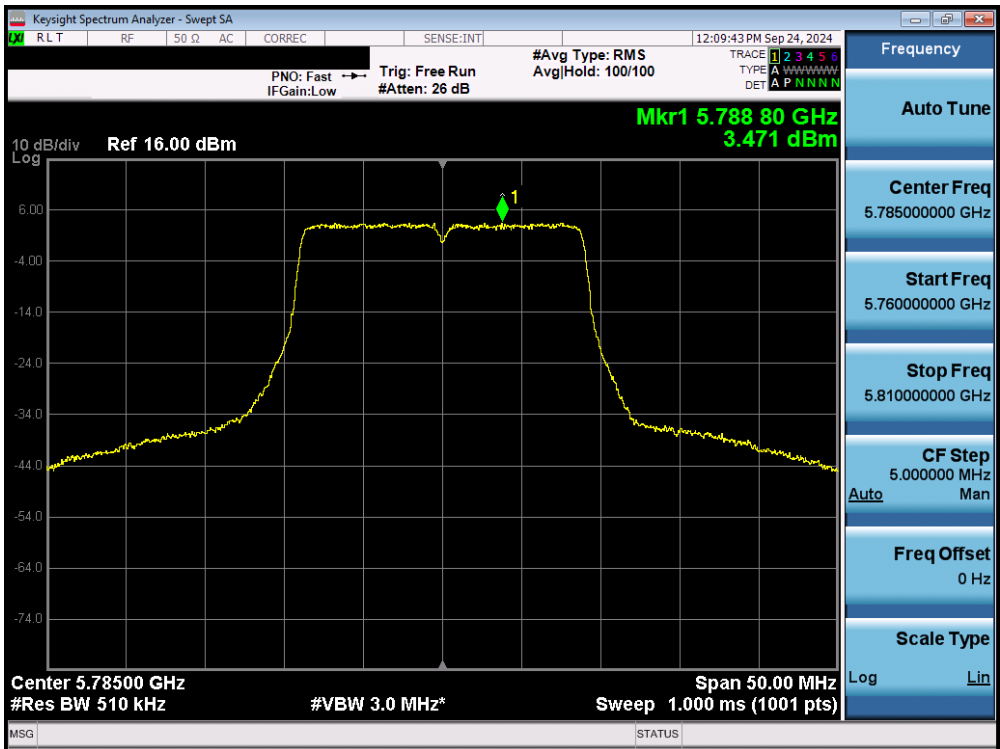 Keysight Spectrum Analyzer - Swept SA
LXI RLT RF 50 Ω AC CORREC SENSE:INT 12:09:43 PM Sep 24, 2024
PNO: Fast
IFGain:Low
Trig: Free Run
#Atten: 26 dB
#Avg Type: RMS
Avg|Hold: 100/100
TRACE 1 2 3 4 5 6
TYPE A WWWWW
DET A P N N N N
Mkr1 5.788 80 GHz
3.471 dBm
10 dB/div Ref 16.00 dBm
Log
1
6.00
-4.00
-14.0
-24.0
-34.0
-44.0
-54.0
-64.0
-74.0
Center 5.78500 GHz Span 50.00 MHz
#Res BW 510 kHz #VBW 3.0 MHz* Sweep 1.000 ms (1001 pts)
MSG STATUS
Frequency
Auto Tune
Center Freq
5.785000000 GHz
Start Freq
5.760000000 GHz
Stop Freq
5.810000000 GHz
CF Step
5.000000 MHz
Auto Man
Freq Offset
0 Hz
Scale Type
Log Lin